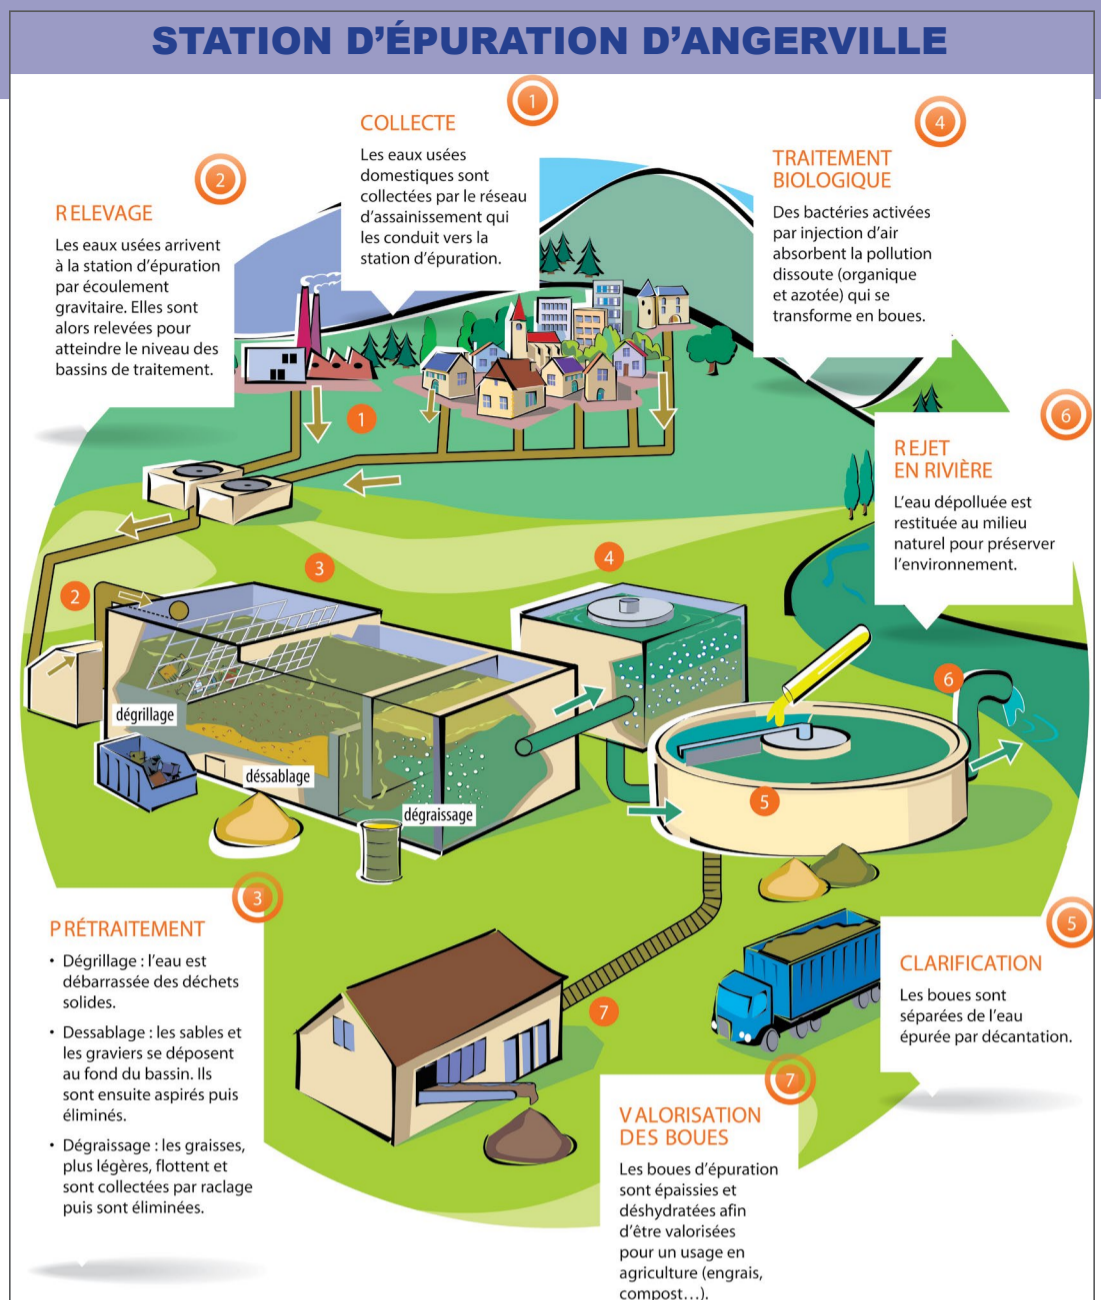 STATION D'ÉPURATION D'ANGERVILLE
1
COLLECTE
Les eaux usées
domestiques sont
collectées par le réseau
d'assainissement qui
les conduit vers la
station d'épuration.
2
RELEVAGE
Les eaux usées arrivent
à la station d'épuration
par écoulement
gravitaire. Elles sont
alors relevées pour
atteindre le niveau des
bassins de traitement.
4
TRAITEMENT
BIOLOGIQUE
Des bactéries activées
par injection d'air
absorbent la pollution
dissoute (organique
et azotée) qui se
transforme en boues.
6
REJET
EN RIVIÈRE
L'eau dépolluée est
restituée au milieu
naturel pour préserver
l'environnement.
1
2
3
4
dégrillage
déssablage
dégraissage
5
6
3
PRÉTRAITEMENT
• Dégrillage : l'eau est
débarrassée des déchets
solides.
• Dessablage : les sables et
les graviers se déposent
au fond du bassin. Ils
sont ensuite aspirés puis
éliminés.
• Dégraissage : les graisses,
plus légères, flottent et
sont collectées par raclage
puis sont éliminées.
5
CLARIFICATION
Les boues sont
séparées de l'eau
épurée par décantation.
7
7
VALORISATION
DES BOUES
Les boues d'épuration
sont épaissies et
déshydratées afin
d'être valorisées
pour un usage en
agriculture (engrais,
compost…).